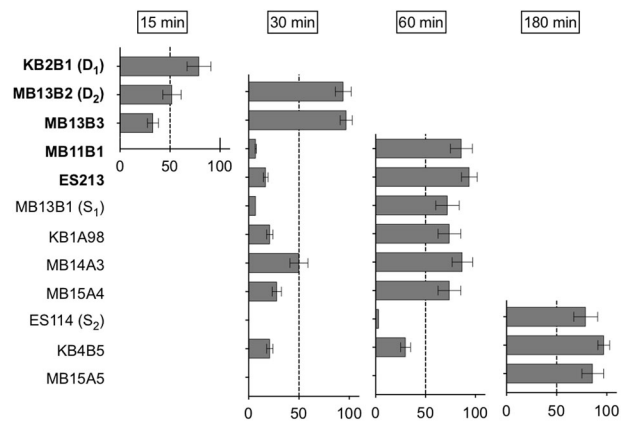 15 min
30 min
60 min
180 min
KB2B1 (D1)
MB13B2 (D2)
MB13B3
MB11B1
ES213
MB13B1 (S1)
KB1A98
MB14A3
MB15A4
ES114 (S2)
KB4B5
MB15A5
0 50 100
0 50 100
0 50 100
0 50 100